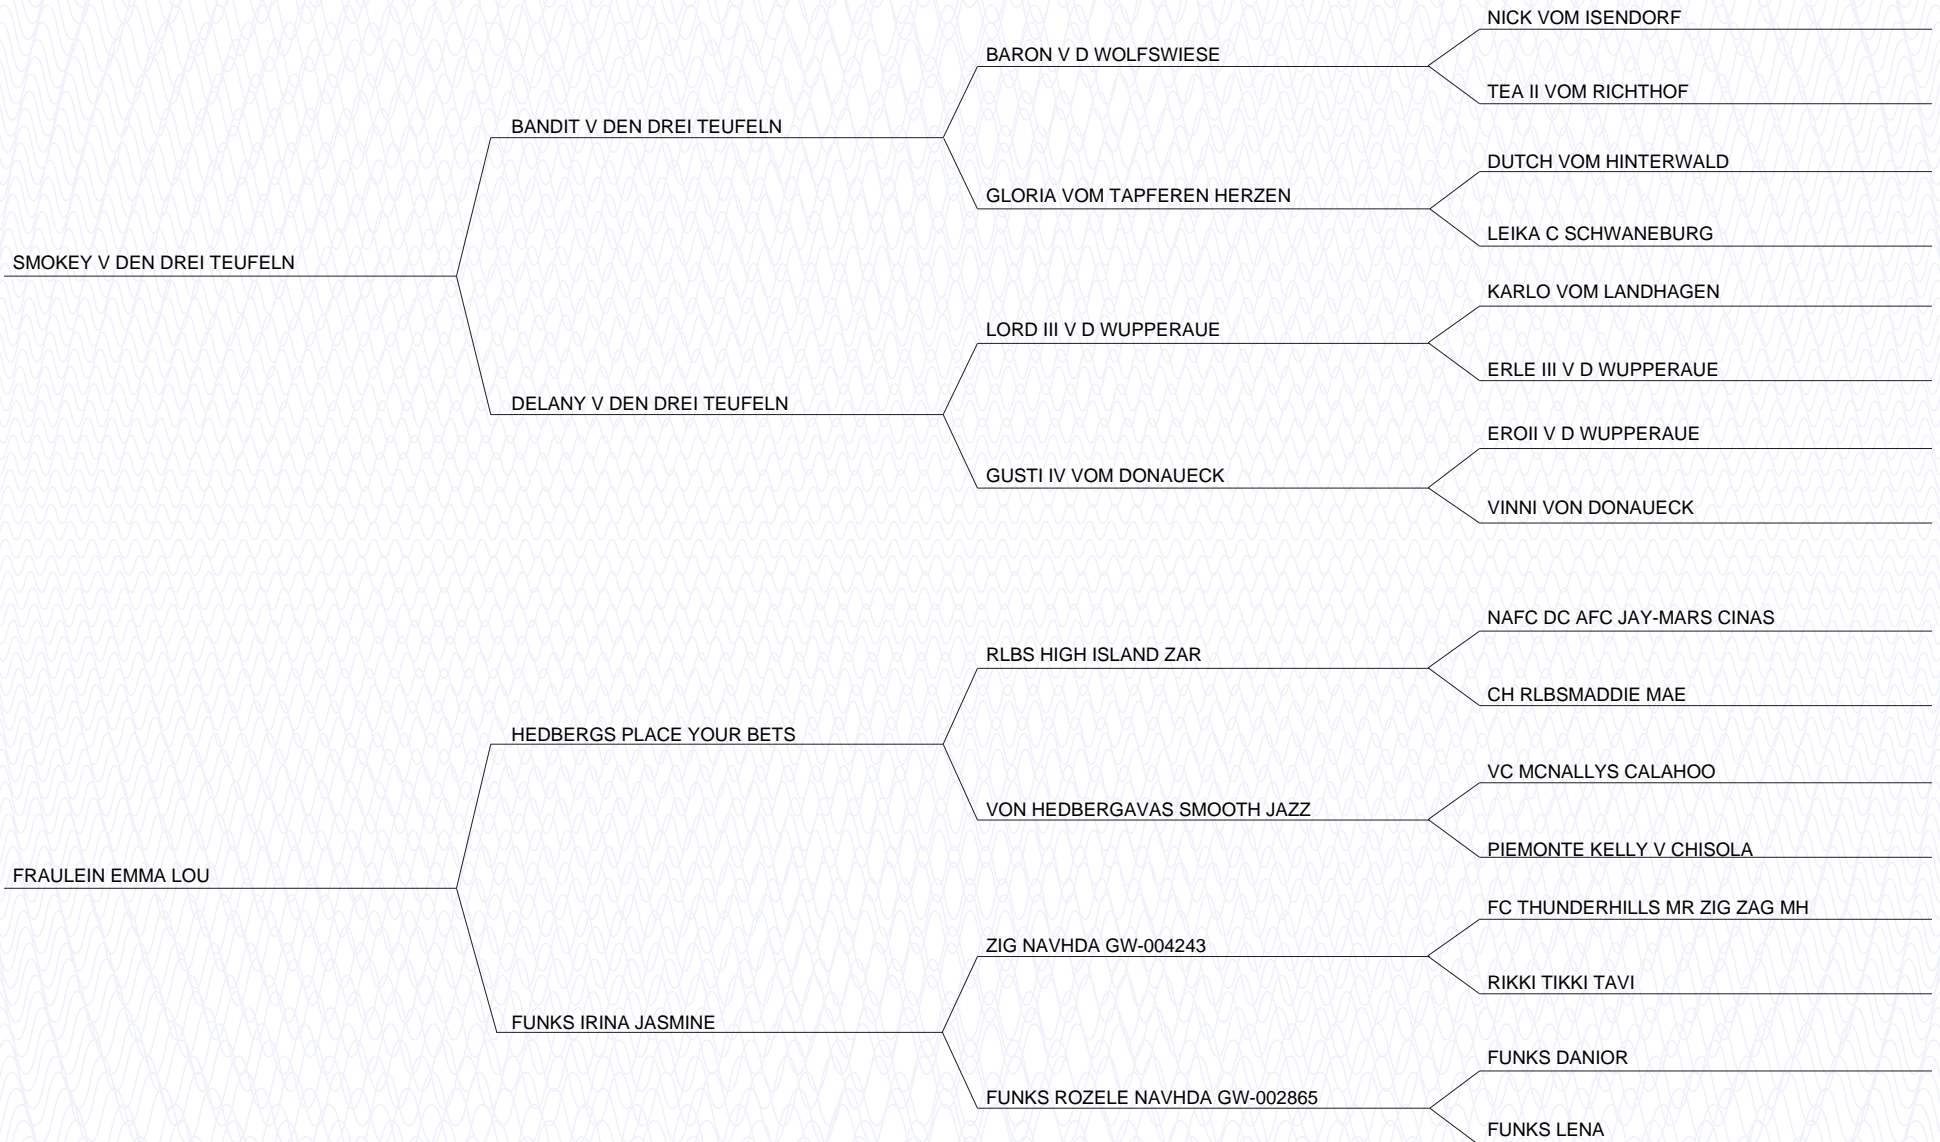 NICK VOM ISENDORF
BARON V D WOLFSWIESE
TEA II VOM RICHTHOF
BANDIT V DEN DREI TEUFELN
DUTCH VOM HINTERWALD
GLORIA VOM TAPFEREN HERZEN
LEIKA C SCHWANEBURG
SMOKEY V DEN DREI TEUFELN
KARLO VOM LANDHAGEN
LORD III V D WUPPERAUE
ERLE III V D WUPPERAUE
DELANY V DEN DREI TEUFELN
EROII V D WUPPERAUE
GUSTI IV VOM DONAUECK
VINNI VON DONAUECK
NAFC DC AFC JAY-MARS CINAS
RLBS HIGH ISLAND ZAR
CH RLBSMADDIE MAE
HEDBERGS PLACE YOUR BETS
VC MCNALLYS CALAHOO
VON HEDBERGAVAS SMOOTH JAZZ
PIEMONTE KELLY V CHISOLA
FRAULEIN EMMA LOU
FC THUNDERHILLS MR ZIG ZAG MH
ZIG NAVHDA GW-004243
RIKKI TIKKI TAVI
FUNKS IRINA JASMINE
FUNKS DANIOR
FUNKS ROZELE NAVHDA GW-002865
FUNKS LENA